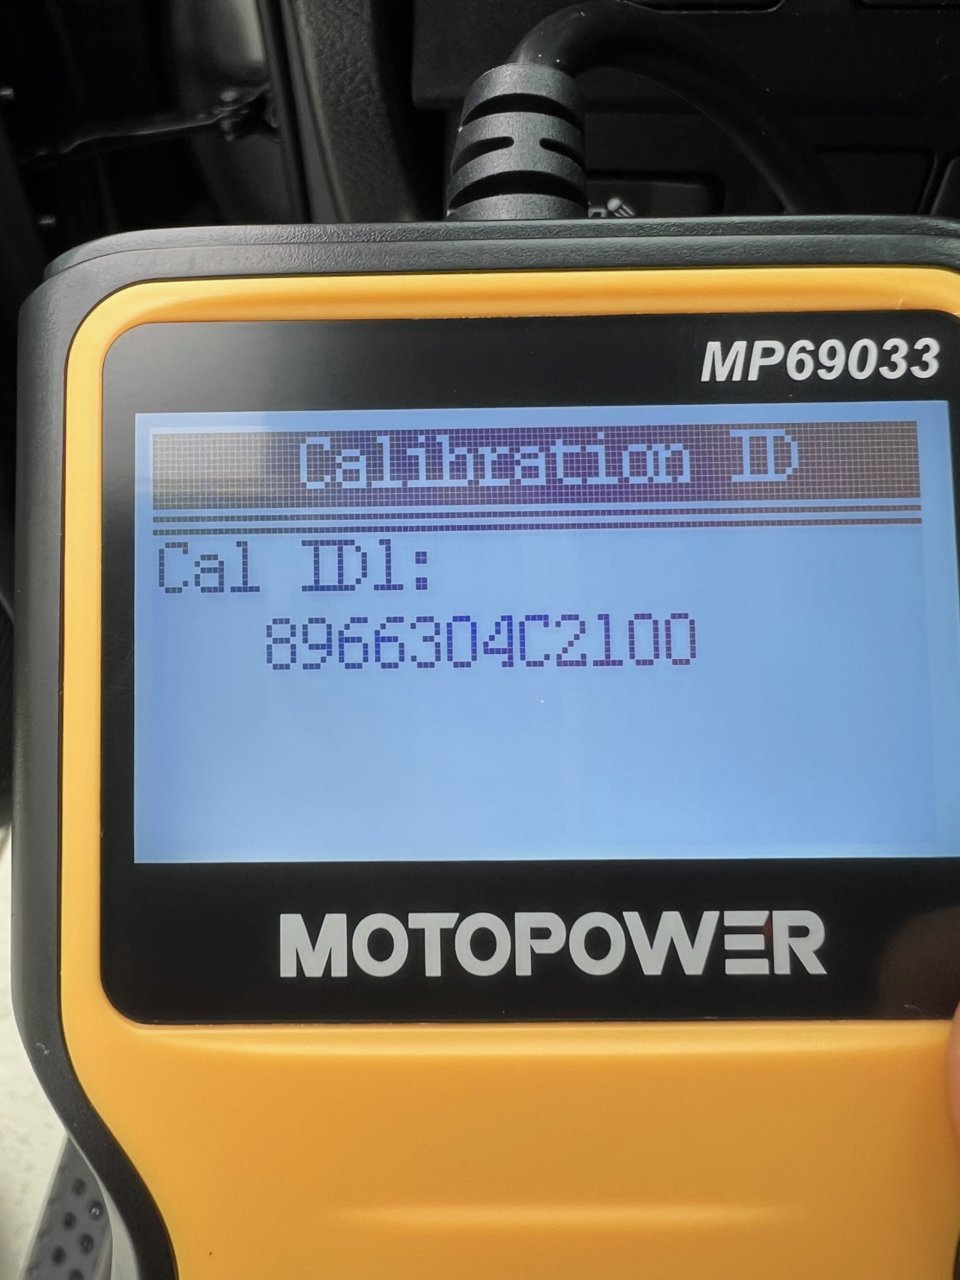 MP69033
Calibration ID
Cal ID1:
8966304C2100
MOTOPOWER